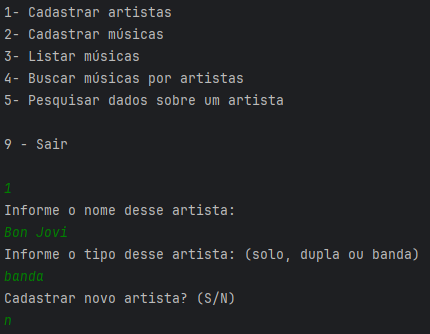 1- Cadastrar artistas
2- Cadastrar músicas
3- Listar músicas
4- Buscar músicas por artistas
5- Pesquisar dados sobre um artista
9 - Sair
1
Informe o nome desse artista:
Bon Jovi
Informe o tipo desse artista: (solo, dupla ou banda)
banda
Cadastrar novo artista? (S/N)
n